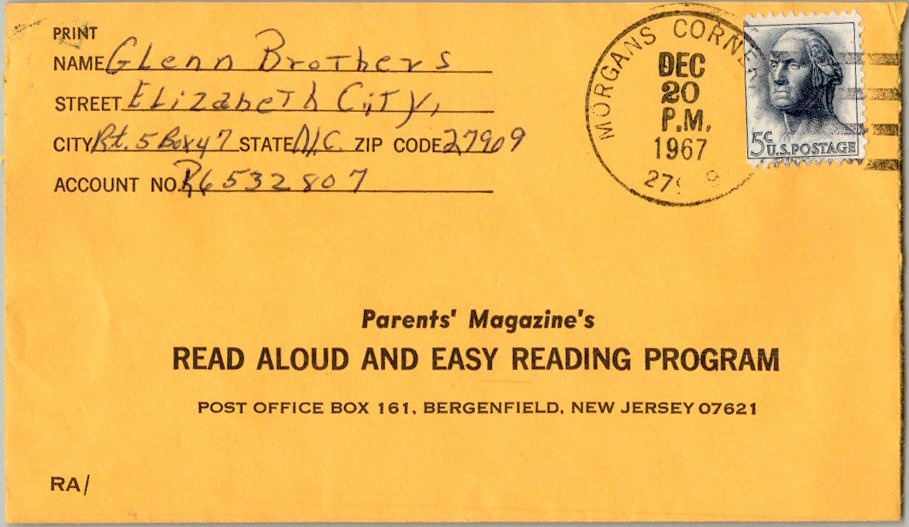 PRINT
NAME Glenn Brothers
STREET Elizabeth City,
CITY Rt. 5 Box 47 STATE N.C. ZIP CODE 27909
ACCOUNT NO. R6532807
MORGANS CORNER
DEC
20
P.M.
1967
5¢
U.S. POSTAGE
Parents' Magazine's
READ ALOUD AND EASY READING PROGRAM
POST OFFICE BOX 161, BERGENFIELD, NEW JERSEY 07621
RA/